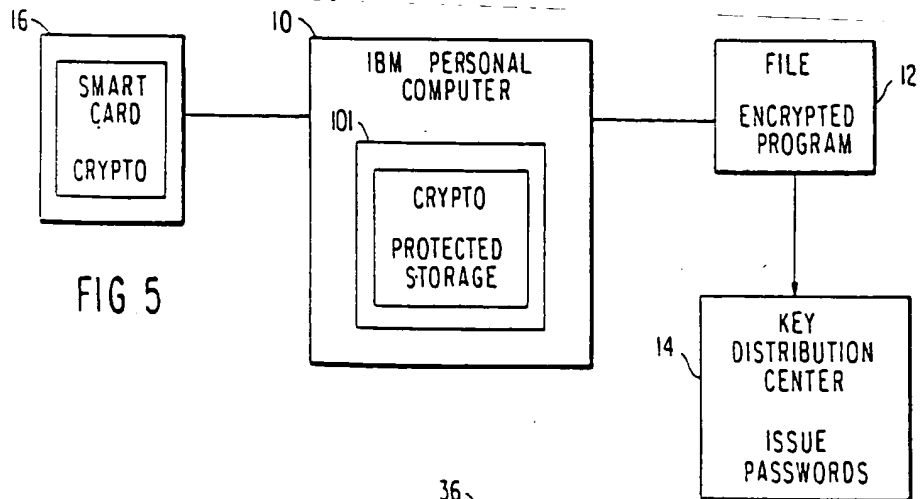 16
SMART
CARD
CRYPTO
FIG 5
10
IBM PERSONAL
COMPUTER
101
CRYPTO
PROTECTED
STORAGE
FILE
ENCRYPTED
PROGRAM
12
14
KEY
DISTRIBUTION
CENTER
ISSUE
PASSWORDS
36